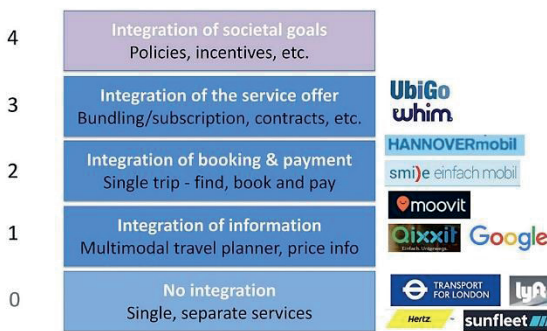 4
Integration of societal goals
Policies, incentives, etc.
3
Integration of the service offer
Bundling/subscription, contracts, etc.
UbiGo
whim
2
Integration of booking & payment
Single trip - find, book and pay
HANNOVERmobil
smi)e einfach mobil
1
Integration of information
Multimodal travel planner, price info
moovit
Qixxit
Einfach Unterwegs.
Google
0
No integration
Single, separate services
TRANSPORT
FOR LONDON
lyft
Hertz
sunfleet